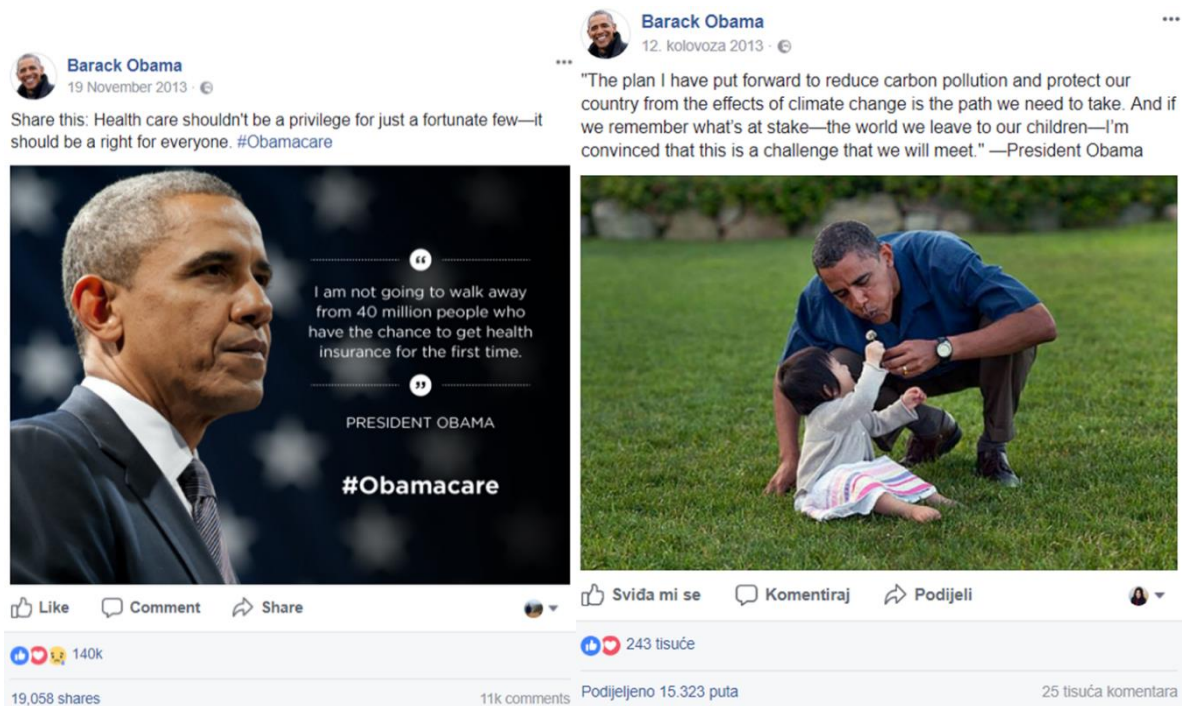 Barack Obama
19 November 2013 ·
Share this: Health care shouldn't be a privilege for just a fortunate few—it
should be a right for everyone. #Obamacare
“
I am not going to walk away
from 40 million people who
have the chance to get health
insurance for the first time.
”
PRESIDENT OBAMA
#Obamacare
Like Comment Share
140k
19,058 shares 11k comments
Barack Obama
12. kolovoza 2013 ·
"The plan I have put forward to reduce carbon pollution and protect our
country from the effects of climate change is the path we need to take. And if
we remember what's at stake—the world we leave to our children—I'm
convinced that this is a challenge that we will meet." —President Obama
Sviđa mi se Komentiraj Podijeli
243 tisuće
Podijeljeno 15.323 puta 25 tisuća komentara